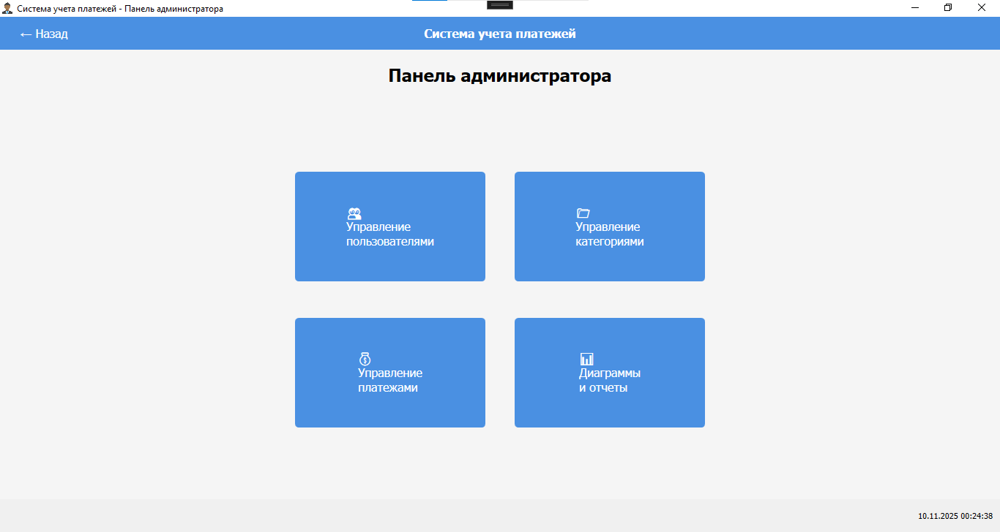 Система учета платежей - Панель администратора
← Назад
Система учета платежей
Панель администратора
Управление
пользователями
Управление
категориями
Управление
платежами
Диаграммы
и отчеты
10.11.2025 00:24:38